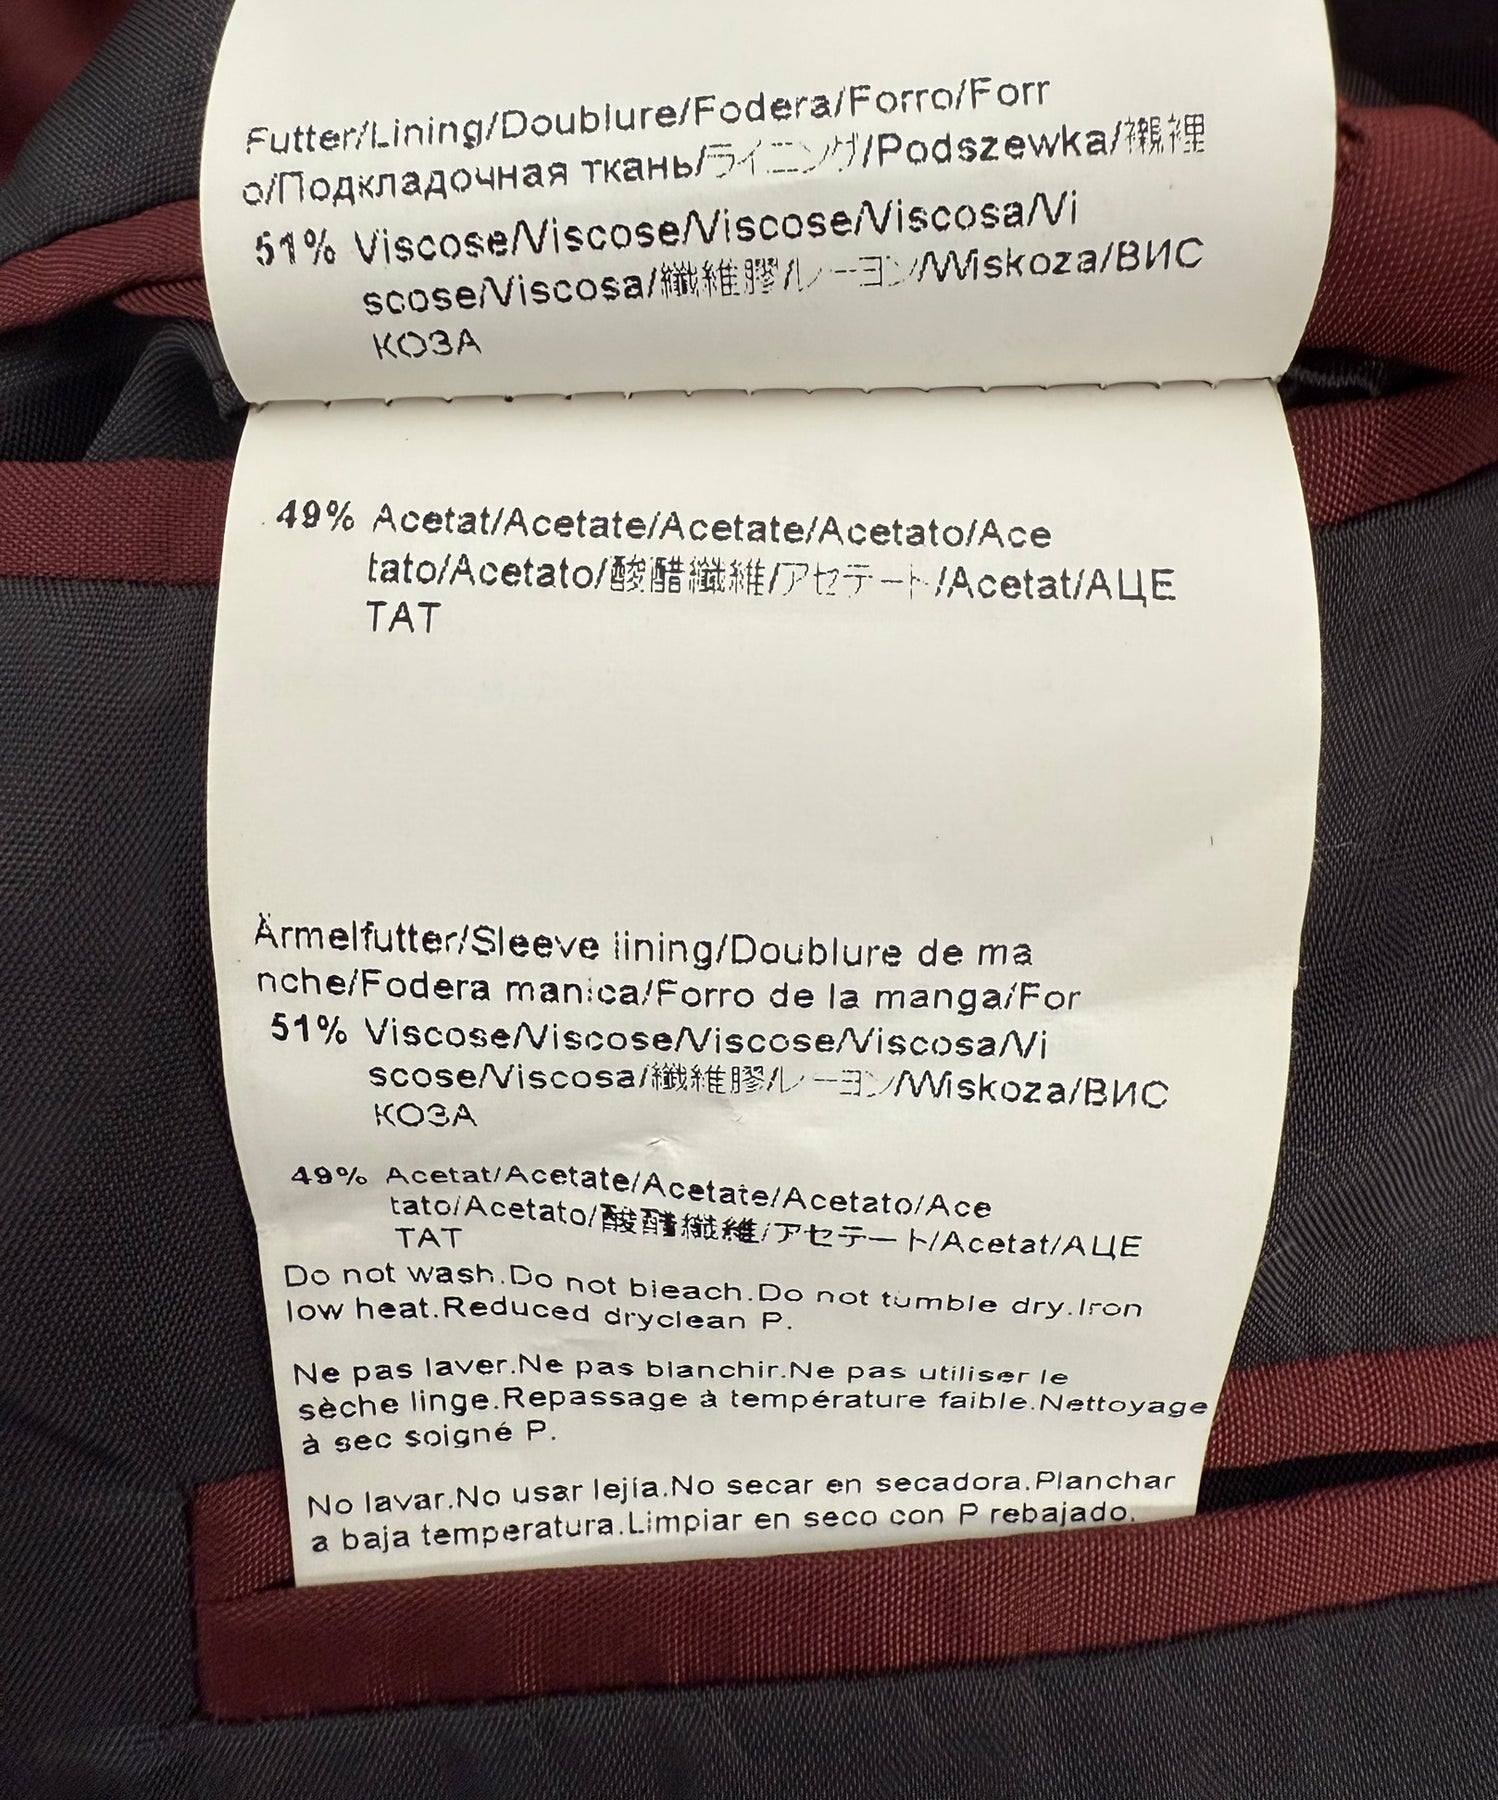 Futter/Lining/Doublure/Fodera/Forro/Forr
o/Подкладочная ткань/ライニング/Podszewka/襯裡
51% Viscose/Viscose/Viscose/Viscosa/Vi
scose/Viscosa/纖維膠/レーヨン/Wiskoza/ВИС
КОЗА
49% Acetat/Acetate/Acetate/Acetato/Ace
tato/Acetato/酸醋纖維/アセテート/Acetat/АЦЕ
ТАТ
Ärmelfutter/Sleeve lining/Doublure de ma
nche/Fodera manica/Forro de la manga/For
51% Viscose/Viscose/Viscose/Viscosa/Vi
scose/Viscosa/纖維膠/レーヨン/Wiskoza/ВИС
КОЗА
49% Acetat/Acetate/Acetate/Acetato/Ace
tato/Acetato/酸醋纖維/アセテート/Acetat/АЦЕ
ТАТ
Do not wash.Do not bleach.Do not tumble dry.Iron
low heat.Reduced dryclean P.
Ne pas laver.Ne pas blanchir.Ne pas utiliser le
sèche linge.Repassage à température faible.Nettoyage
à sec soigné P.
No lavar.No usar lejía.No secar en secadora.Planchar
a baja temperatura.Limpiar en seco con P rebajado.